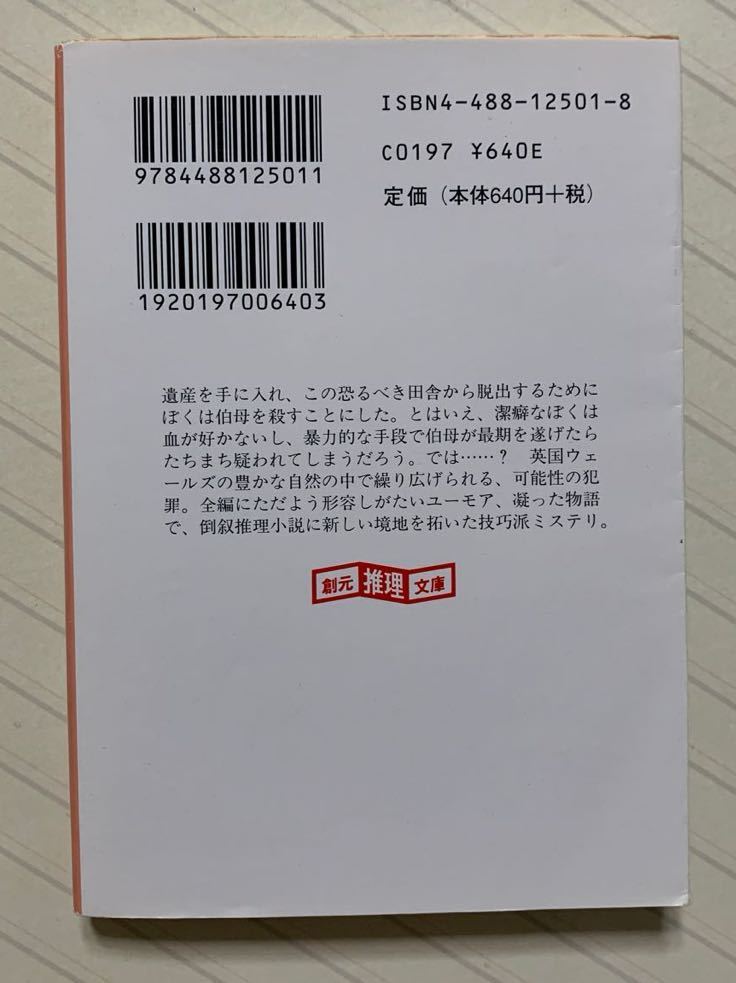 ISBN4-488-12501-8
9784488125011
C0197 ¥640E
定価（本体640円＋税）
1920197006403
遺産を手に入れ、この恐るべき田舎から脱出するために
ぼくは伯母を殺すことにした。とはいえ、潔癖なぼくは
血が好かないし、暴力的な手段で伯母が最期を遂げたら
たちまち疑われてしまうだろう。では……？　英国ウェ
ールズの豊かな自然の中で繰り広げられる、可能性の犯
罪。全編にただよう形容しがたいユーモア、凝った物語
で、倒叙推理小説に新しい境地を拓いた技巧派ミステリ。
創元推理文庫